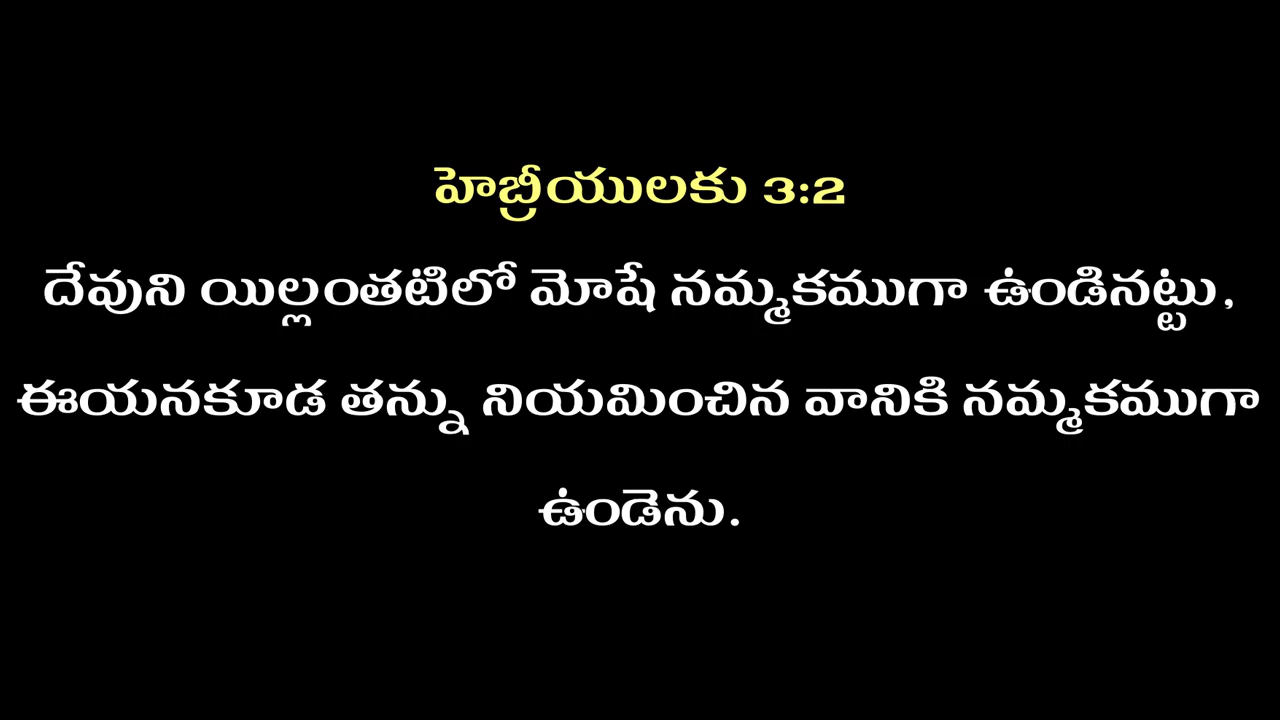 హెబ్రీయులకు 3:2
దేవుని యిల్లంతటిలో మోషే నమ్మకముగా ఉండినట్టు,
ఈయనకూడ తన్ను నియమించిన వానికి నమ్మకముగా
ఉండెను.